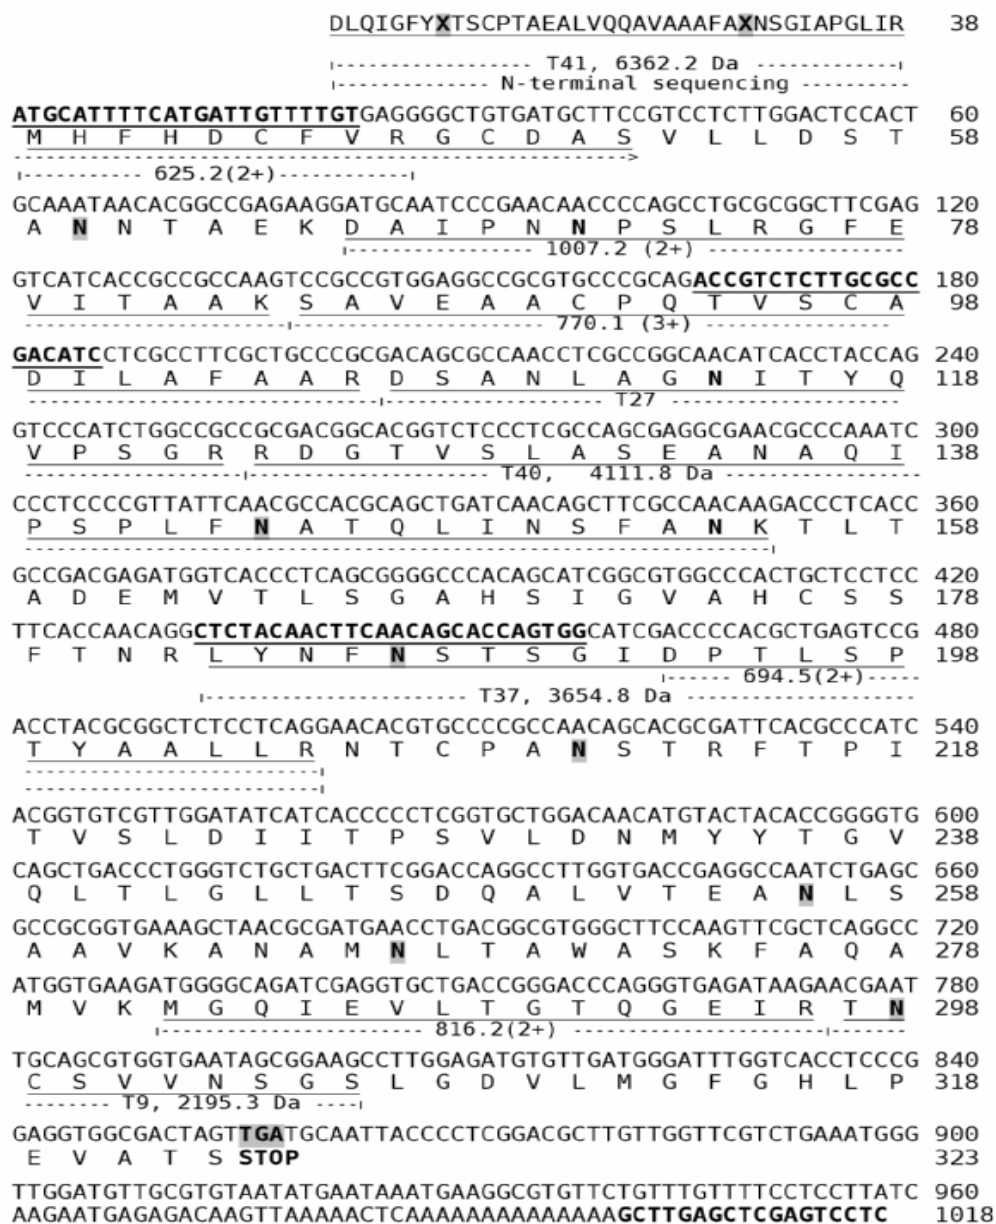 DLQIGFYXTSCPTAEALVQQAVAAAFAXNSGIAPGLIR 38
T41, 6362.2 Da
N-terminal sequencing
ATGCATTTTCATGATTGTTTTGTGAGGGGCTGTGATGCTTCCGTCCTCTTGGACTCCACT 60
M H F H D C F V R G C D A S V L L D S T 58
625.2(2+)
GCAAATAACACGGCCGAGAAGGATGCAATCCCGAACAACCCCAGCCTGCGCGGCTTCGAG 120
A N N T A E K D A I P N N P S L R G F E 78
1007.2 (2+)
GTCATCACCGCCGCCAAGTCCGCCGTGGAGGCCGCGTGCCCGCAGACCGTCTCTTGCGCC 180
V I T A A K S A V E A A C P Q T V S C A 98
770.1 (3+)
GACATCCTCGCCTTCGCTGCCCGCGACAGCGCCAACCTCGCCGGCAACATCACCTACCAG 240
D I L A F A A R D S A N L A G N I T Y Q 118
T27
GTCCCATCTGGCCGCCGCGACGGCACGGTCTCCCTCGCCAGCGAGGCGAACGCCCAAATC 300
V P S G R R D G T V S L A S E A N A Q I 138
T40, 4111.8 Da
CCCTCCCCGTTATTCAACGCCACGCAGCTGATCAACAGCTTCGCCAACAAGACCCTCACC 360
P S P L F N A T Q L I N S F A N K T L T 158
GCCGACGAGATGGTCACCCTCAGCGGGGCCCACAGCATCGGCGTGGCCCACTGCTCCTCC 420
A D E M V T L S G A H S I G V A H C S S 178
TTCACCAACAGGCTCTACAACTTCAACAGCACCAGTGGCATCGACCCCACGCTGAGTCCG 480
F T N R L Y N F N S T S G I D P T L S P 198
694.5(2+)
T37, 3654.8 Da
ACCTACGCGGCTCTCCTCAGGAACACGTGCCCCGCCAACAGCACGCGATTCACGCCCATC 540
T Y A A L L R N T C P A N S T R F T P I 218
ACGGTGTCGTTGGATATCATCACCCCCTCGGTGCTGGACAACATGTACTACACCGGGGTG 600
T V S L D I I T P S V L D N M Y Y T G V 238
CAGCTGACCCTGGGTCTGCTGACTTCGGACCAGGCCTTGGTGACCGAGGCCAATCTGAGC 660
Q L T L G L L T S D Q A L V T E A N L S 258
GCCGCGGTGAAAGCTAACGCGATGAACCTGACGGCGTGGGCTTCCAAGTTCGCTCAGGCC 720
A A V K A N A M N L T A W A S K F A Q A 278
ATGGTGAAGATGGGGCAGATCGAGGTGCTGACCGGGACCCAGGGTGAGATAAGAACGAAT 780
M V K M G Q I E V L T G T Q G E I R T N 298
816.2(2+)
TGCAGCGTGGTGAATAGCGGAAGCCTTGGAGATGTGTTGATGGGATTTGGTCACCTCCCG 840
C S V V N S G S L G D V L M G F G H L P 318
T9, 2195.3 Da
GAGGTGGCGACTAGTTGATGCAATTACCCCTCGGACGCTTGTTGGTTCGTCTGAAATGGG 900
E V A T S STOP 323
TTGGATGTTGCGTGTAATATGAATAAATGAAGGCGTGTTCTGTTTGTTTTCCTCCTTATC 960
AAGAATGAGAGACAAGTTAAAAACTCAAAAAAAAAAAAAAAGCTTGAGCTCGAGTCCTC 1018